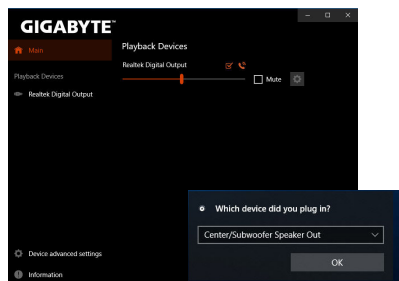 GIGABYTE™
Main
Playback Devices
Realtek Digital Output
Playback Devices
Realtek Digital Output
Mute
Device advanced settings
Information
Which device did you plug in?
Center/Subwoofer Speaker Out
OK